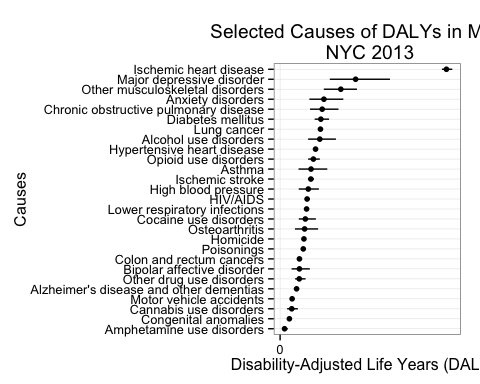 Selected Causes of DALYs in
NYC 2013
Ischemic heart disease
Major depressive disorder
Other musculoskeletal disorders
Anxiety disorders
Chronic obstructive pulmonary disease
Diabetes mellitus
Lung cancer
Alcohol use disorders
Hypertensive heart disease
Opioid use disorders
Asthma
Ischemic stroke
High blood pressure
HIV/AIDS
Lower respiratory infections
Cocaine use disorders
Osteoarthritis
Homicide
Poisonings
Colon and rectum cancers
Bipolar affective disorder
Other drug use disorders
Alzheimer's disease and other dementias
Motor vehicle accidents
Cannabis use disorders
Congenital anomalies
Amphetamine use disorders
Causes
0
Disability-Adjusted Life Years (DAL